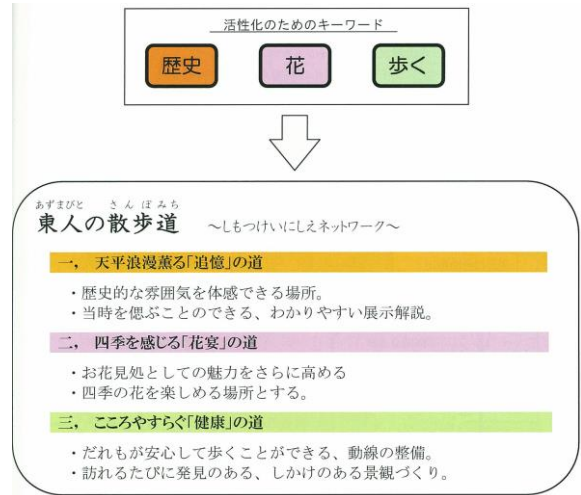 活性化のためのキーワード
歴史 花 歩く
あずまびと さんぽみち
東人の散歩道 ～しもつけいにしえネットワーク～
一， 天平浪漫薫る「追憶」の道
・歴史的な雰囲気を体感できる場所。
・当時を偲ぶことのできる、わかりやすい展示解説。
二， 四季を感じる「花宴」の道
・お花見処としての魅力をさらに高める
・四季の花を楽しめる場所とする。
三， こころやすらぐ「健康」の道
・だれもが安心して歩くことができる、動線の整備。
・訪れるたびに発見のある、しかけのある景観づくり。